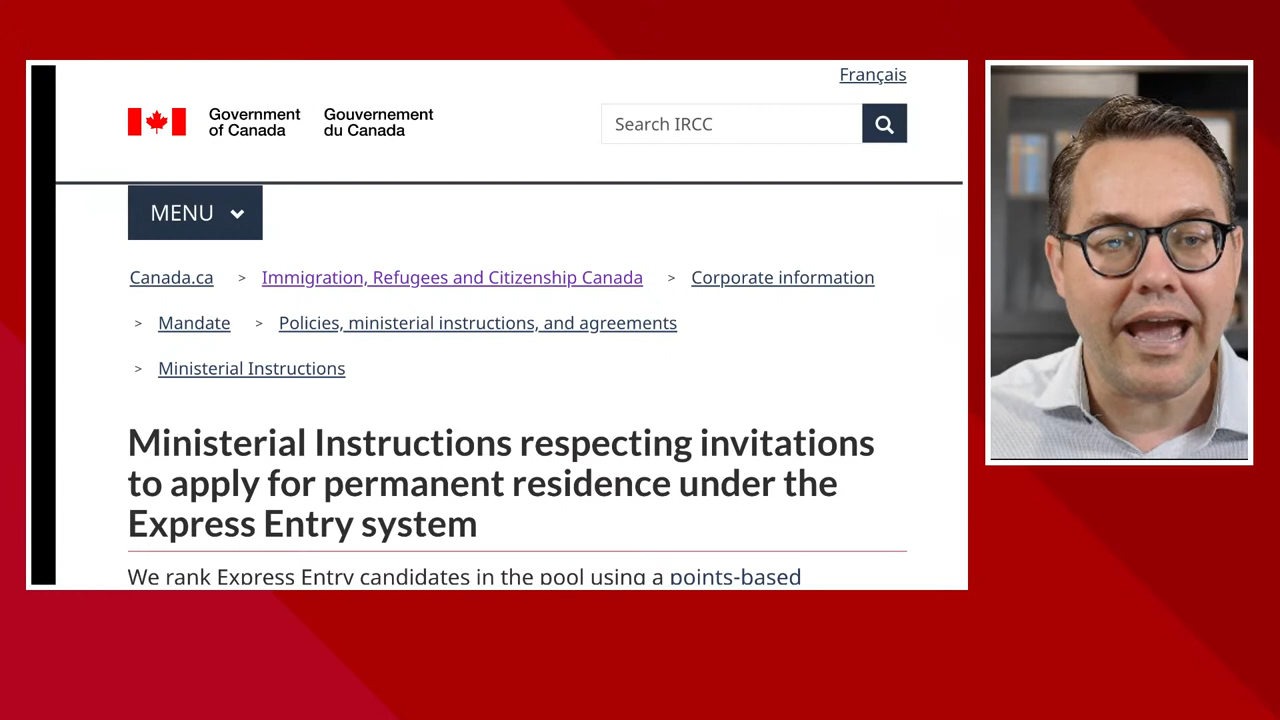 Français
Government
of Canada
Gouvernement
du Canada
Search IRCC
MENU
Canada.ca > Immigration, Refugees and Citizenship Canada > Corporate information
> Mandate > Policies, ministerial instructions, and agreements
> Ministerial Instructions
Ministerial Instructions respecting invitations
to apply for permanent residence under the
Express Entry system
We rank Express Entry candidates in the pool using a points-based